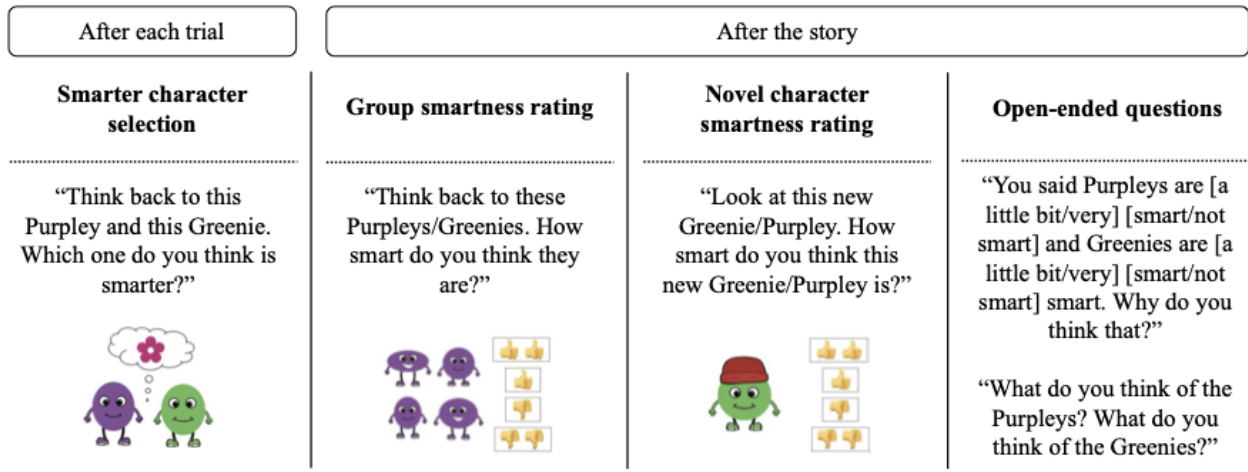 After each trial
After the story
Smarter character
selection
“Think back to this
Purpley and this Greenie.
Which one do you think is
smarter?”
Group smartness rating
“Think back to these
Purpleys/Greenies. How
smart do you think they
are?”
Novel character
smartness rating
“Look at this new
Greenie/Purpley. How
smart do you think this
new Greenie/Purpley is?”
Open-ended questions
“You said Purpleys are [a
little bit/very] [smart/not
smart] and Greenies are [a
little bit/very] [smart/not
smart] smart. Why do you
think that?”
“What do you think of the
Purpleys? What do you
think of the Greenies?”